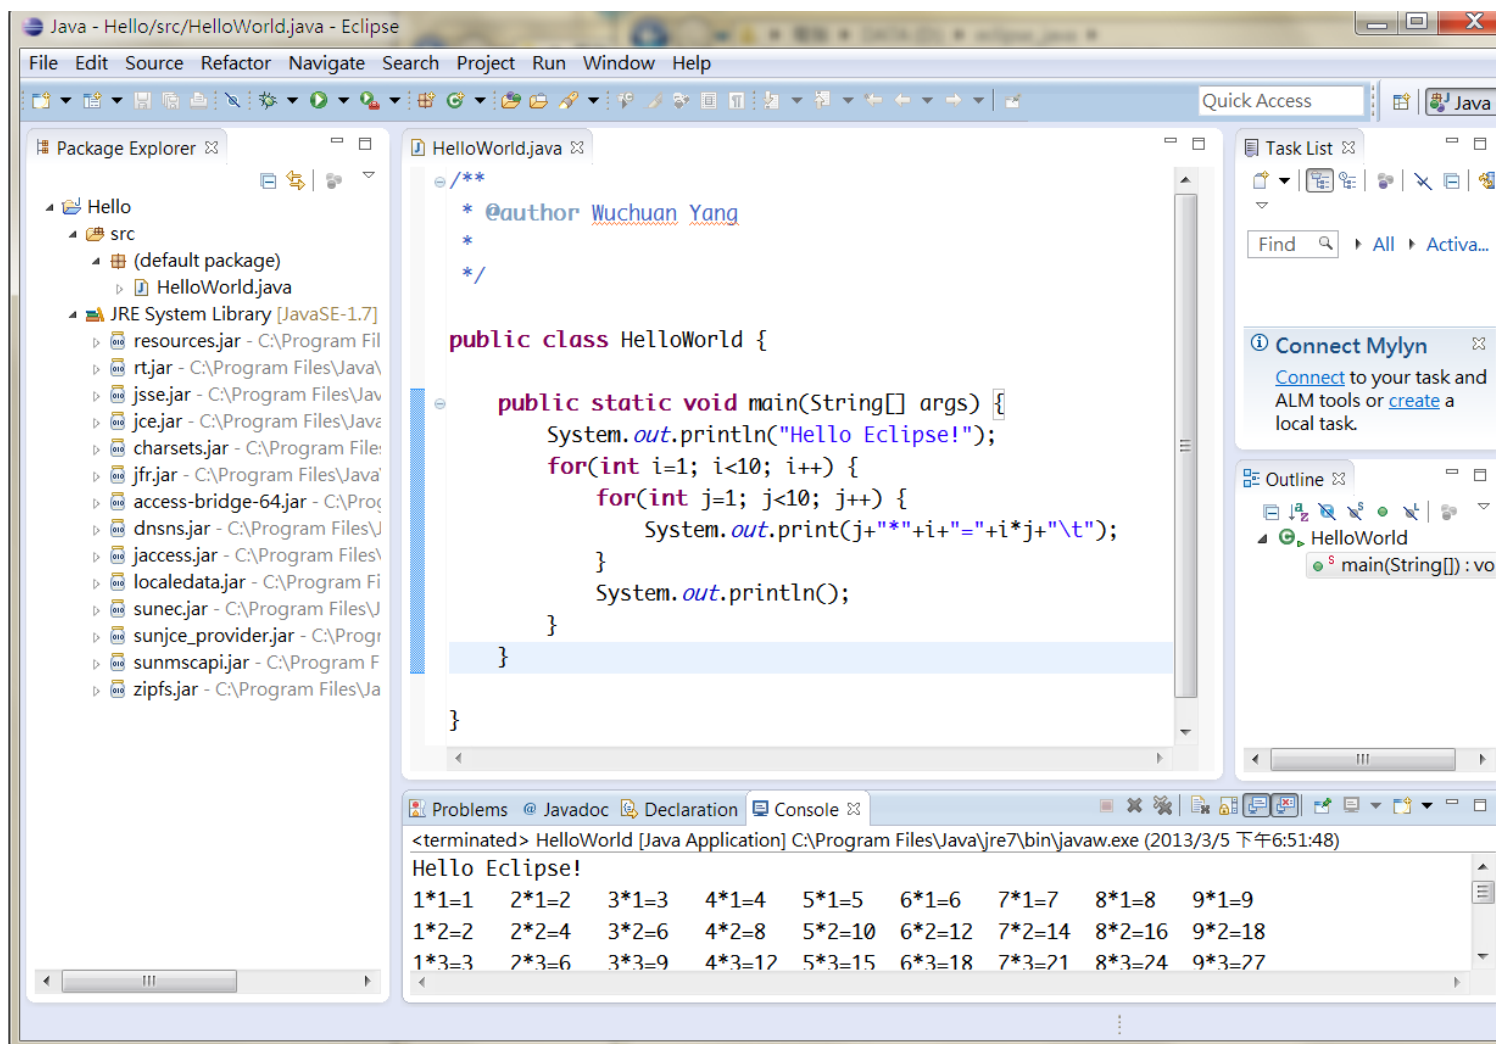 Java - Hello/src/HelloWorld.java - Eclipse
File Edit Source Refactor Navigate Search Project Run Window Help
Quick Access
Java
Package Explorer
Hello
src
(default package)
HelloWorld.java
JRE System Library [JavaSE-1.7]
resources.jar - C:\Program Fil
rt.jar - C:\Program Files\Java\
jsse.jar - C:\Program Files\Jav
jce.jar - C:\Program Files\Java
charsets.jar - C:\Program Files
jfr.jar - C:\Program Files\Java\
access-bridge-64.jar - C:\Prog
dnsns.jar - C:\Program Files\J
jaccess.jar - C:\Program Files\
localedata.jar - C:\Program Fi
sunec.jar - C:\Program Files\J
sunjce_provider.jar - C:\Progr
sunmscapi.jar - C:\Program F
zipfs.jar - C:\Program Files\Ja
HelloWorld.java
/**
* @author Wuchuan Yang
*
*/
public class HelloWorld {
public static void main(String[] args) {
System.out.println("Hello Eclipse!");
for(int i=1; i<10; i++) {
for(int j=1; j<10; j++) {
System.out.print(j+"*"+i+"="+i*j+"\t");
}
System.out.println();
}
}
}
Task List
Find All Activa...
Connect Mylyn
Connect to your task and
ALM tools or create a
local task.
Outline
HelloWorld
main(String[]) : vo
Problems @ Javadoc Declaration Console
<terminated> HelloWorld [Java Application] C:\Program Files\Java\jre7\bin\javaw.exe (2013/3/5 下午6:51:48)
Hello Eclipse!
1*1=1 2*1=2 3*1=3 4*1=4 5*1=5 6*1=6 7*1=7 8*1=8 9*1=9
1*2=2 2*2=4 3*2=6 4*2=8 5*2=10 6*2=12 7*2=14 8*2=16 9*2=18
1*3=3 2*3=6 3*3=9 4*3=12 5*3=15 6*3=18 7*3=21 8*3=24 9*3=27